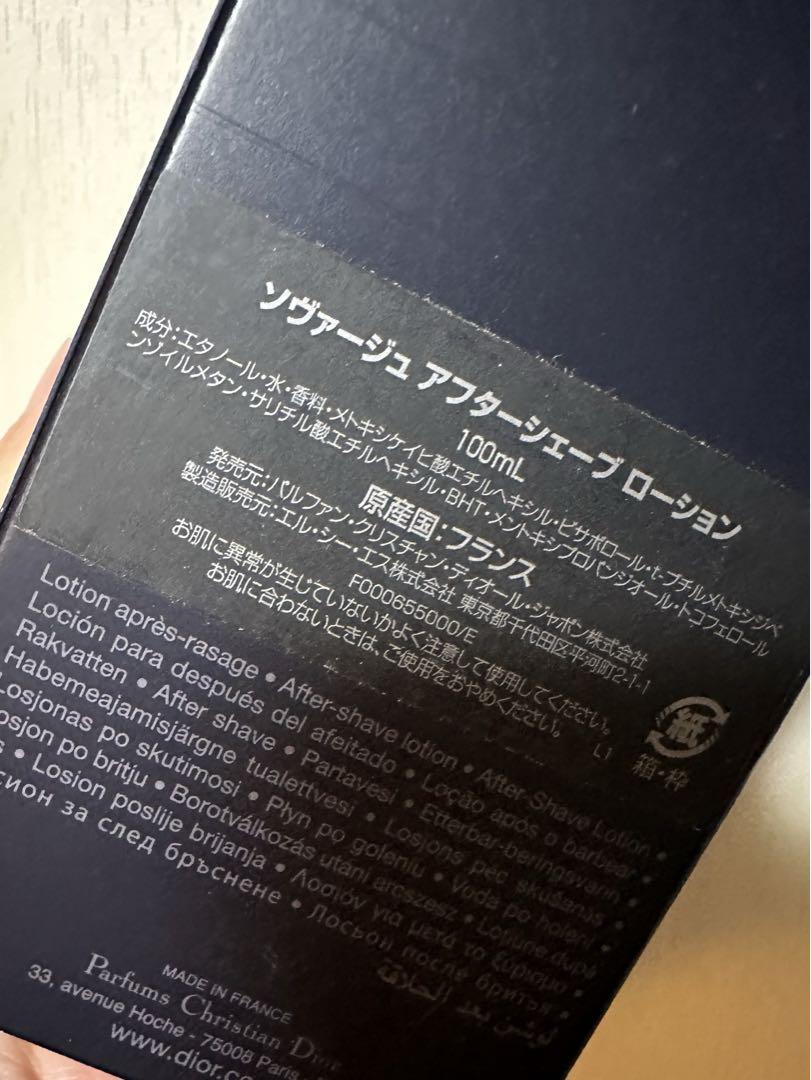 ソヴァージュ アフターシェーブ ローション
100mL
成分:エタノール・水・香料・メトキシケイヒ酸エチルヘキシル・ビサボロール・t-ブチルメトキシジベ
ンゾイルメタン・サリチル酸エチルヘキシル・BHT・メントキシプロパンジオール・トコフェロール
原産国:フランス
発売元:パルファン・クリスチャン・ディオール・ジャポン株式会社
製造販売元:エル・シー・エス株式会社 東京都千代田区平河町2-1-1
F000655000/E
お肌に異常が生じていないかよく注意して使用してください。
お肌に合わないときは、ご使用をおやめください。
L1
紙
箱・枠
Lotion après-rasage • After-shave lotion • After-Shave Lotion •
Loción para después del afeitado • Loção após o barbear •
Rakvatten • After shave • Partavesi • Etterbarberingsvann •
Habemeajamisjärgne tualettvesi • Losjons pēc skūšanās •
Losjonas po skutimosi • Płyn po goleniu • Voda po holení •
osjon po britju • Borotválkozás utáni arcszesz • Loțiune după
s • Losion poslije brijanja • Λοσιόν για μετά το ξύρισμα •
сион за след бръснене • Лосьон после бритья •
لوشن بعد الحلاقة
MADE IN FRANCE
Parfums Christian Dior
33, avenue Hoche - 75008 Paris
www.dior.co